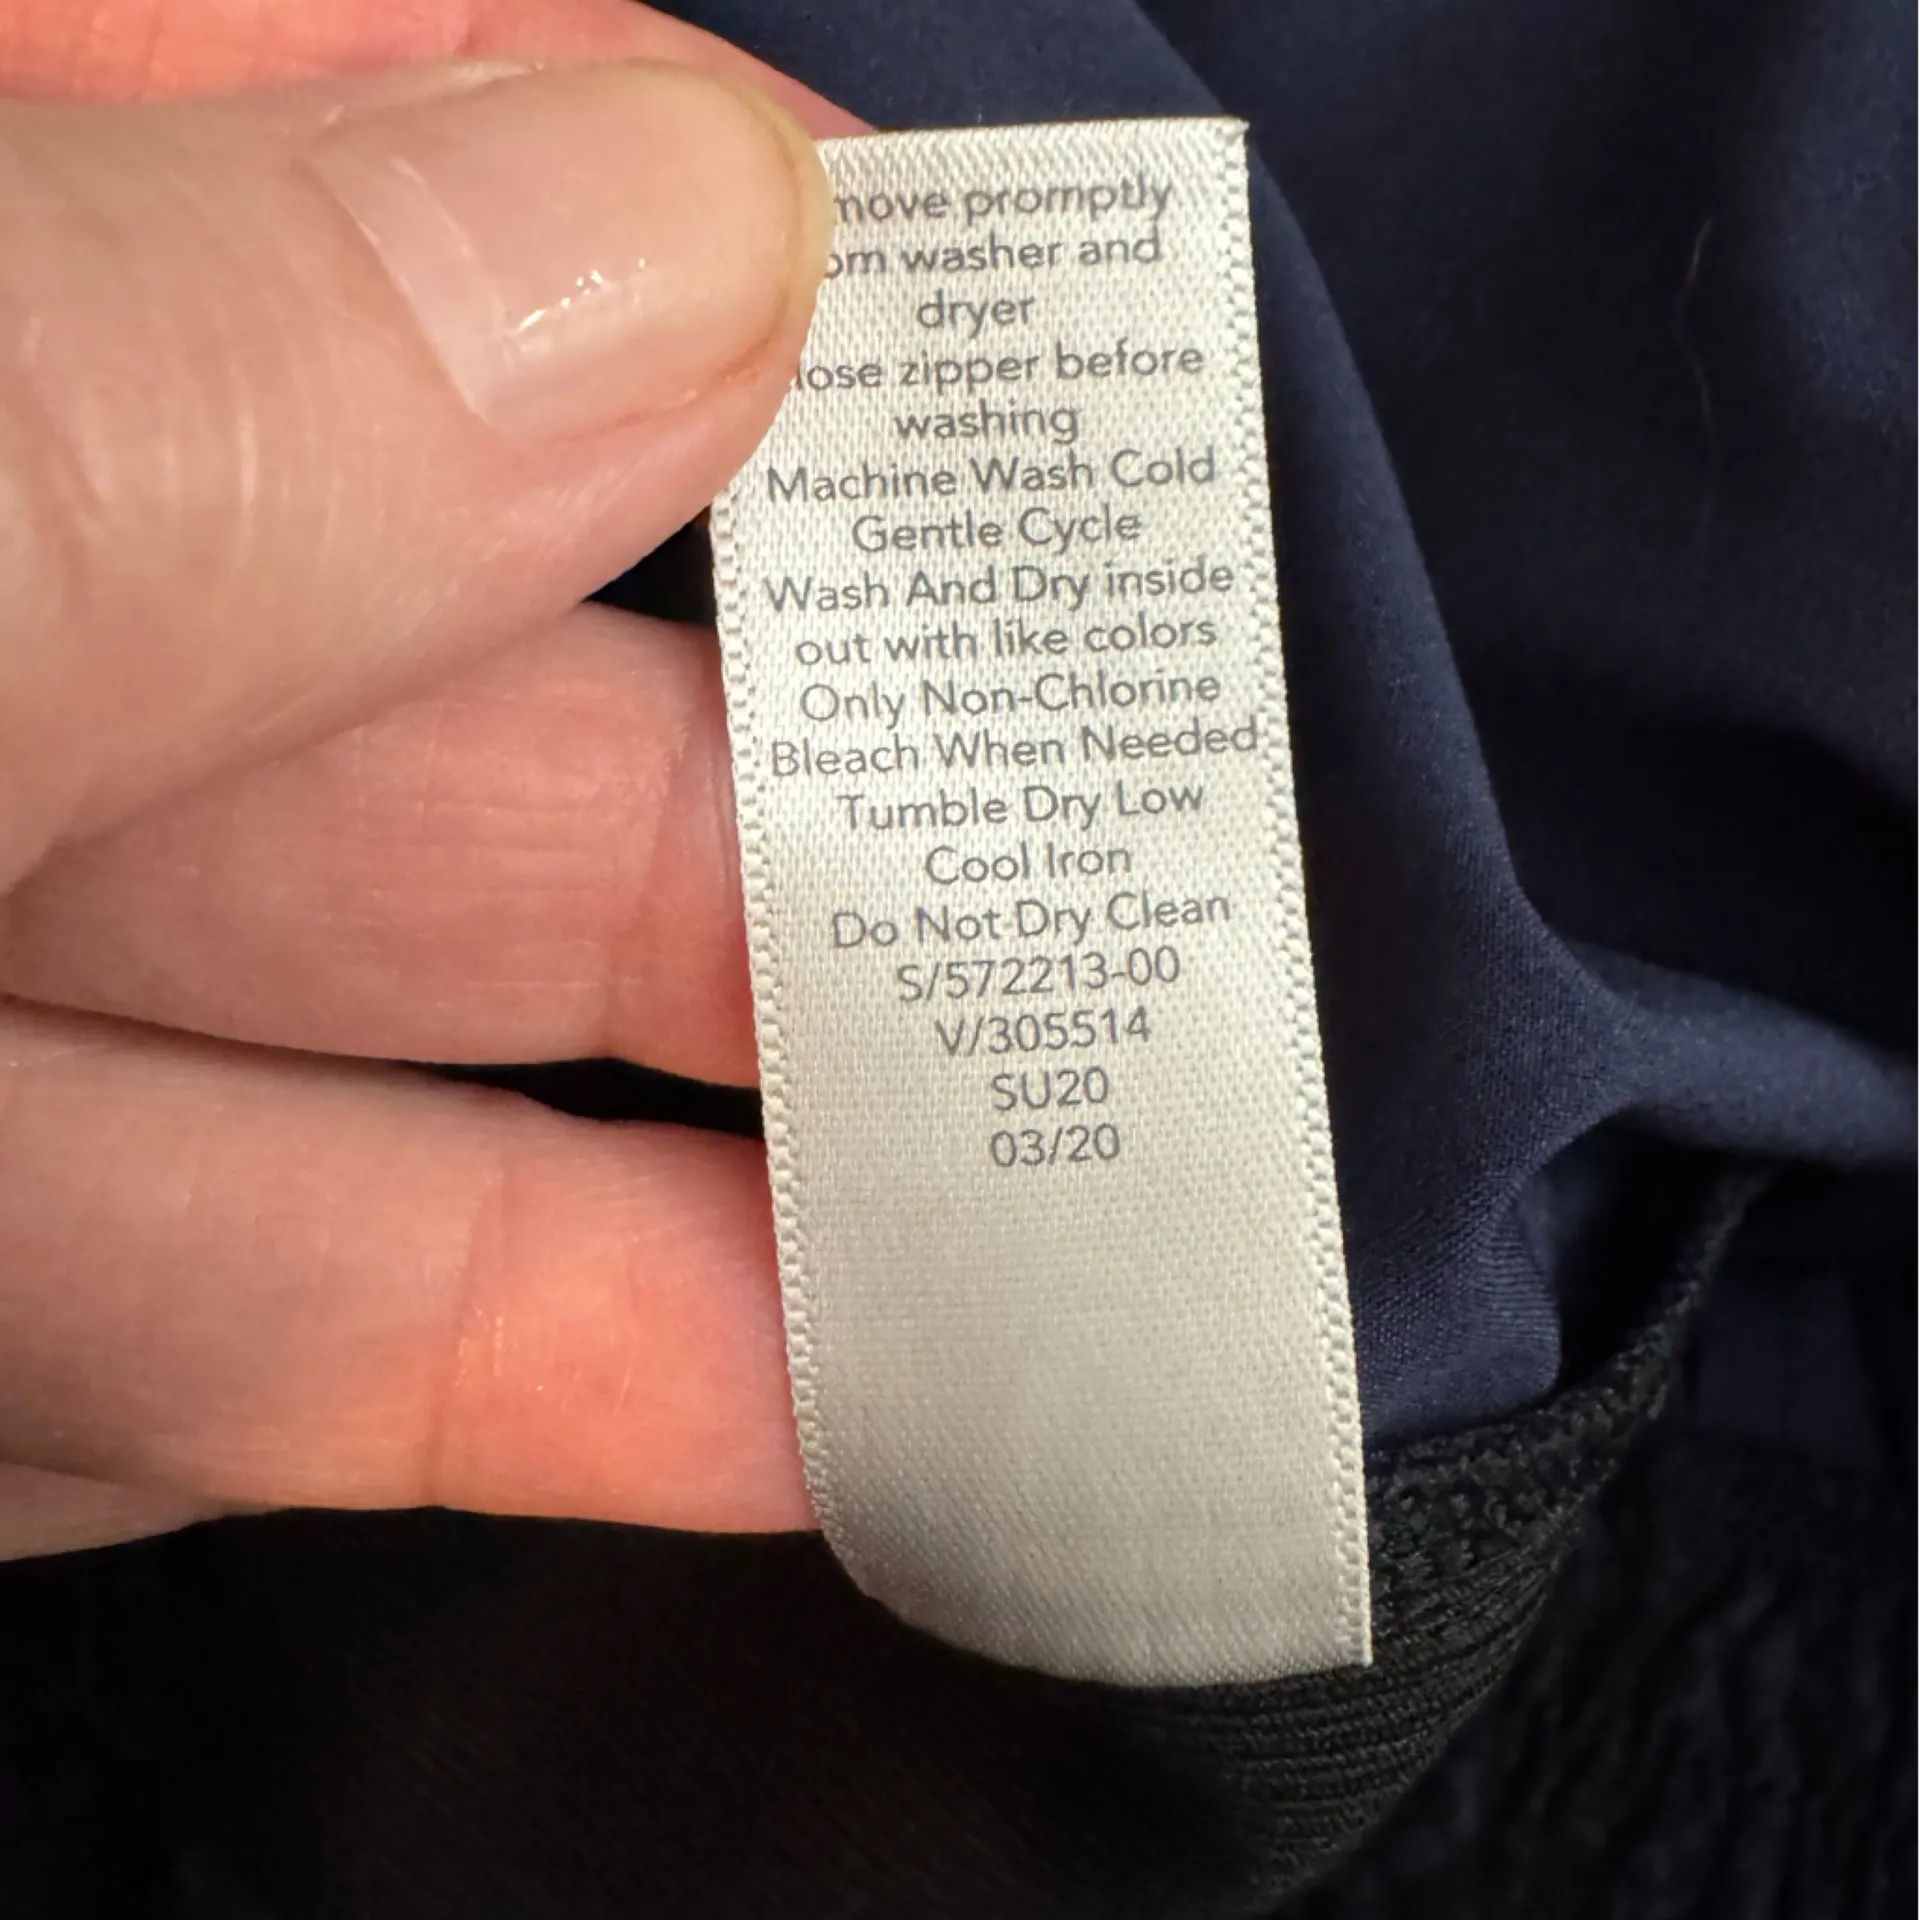 move promptly
om washer and
dryer
lose zipper before
washing
Machine Wash Cold
Gentle Cycle
Wash And Dry inside
out with like colors
Only Non-Chlorine
Bleach When Needed
Tumble Dry Low
Cool Iron
Do Not Dry Clean
S/572213-00
V/305514
SU20
03/20